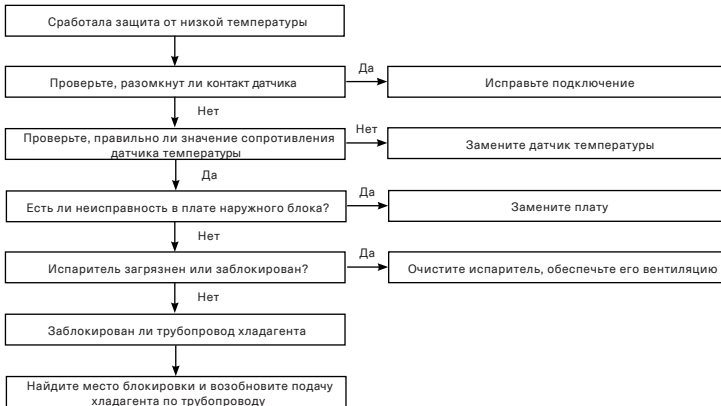 Сработала защита от низкой температуры
Проверьте, разомкнут ли контакт датчика
Да
Исправьте подключение
Нет
Проверьте, правильно ли значение сопротивления
датчика температуры
Нет
Замените датчик температуры
Да
Есть ли неисправность в плате наружного блока?
Да
Замените плату
Нет
Испаритель загрязнен или заблокирован?
Да
Очистите испаритель, обеспечьте его вентиляцию
Нет
Заблокирован ли трубопровод хладагента
Найдите место блокировки и возобновите подачу
хладагента по трубопроводу